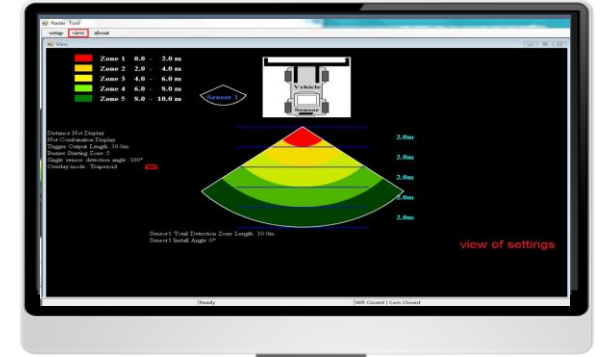 Radar Tool
setup view about
View
Zone 1 0.0 - 2.0 m
Zone 2 2.0 - 4.0 m
Zone 3 4.0 - 6.0 m
Zone 4 6.0 - 8.0 m
Zone 5 8.0 - 10.0 m
Sensor 1
Vehicle
Sensor
Distance Not Display
Not Combination Display
Trigger Output Length 10.0m
Buzzer Starting Zone 5
Single sensor detection angle 100°
Overlay mode Trapezoid
2.0m
2.0m
2.0m
2.0m
2.0m
Sensor1 Total Detection Zone Length 10.0m
Sensor1 Install Angle 0°
view of settings
Ready
Com Closed